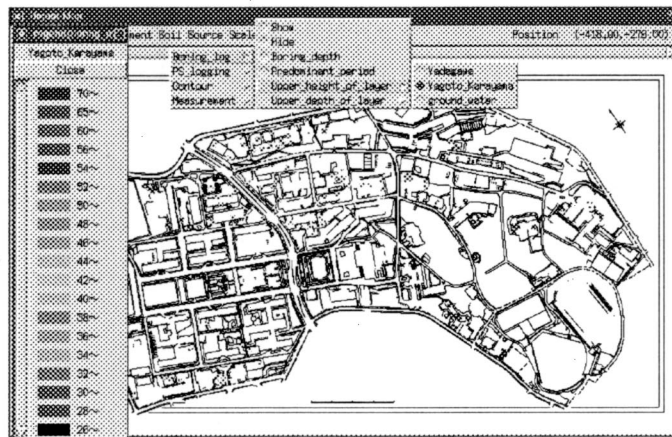 ment Soil Source Scale
Position (-418.00,-278.00)
Yagoto_Karayama
Close
Show
Hide
Boring_depth
Predominant_period
Upper_height_of_layer
Upper_depth_of_layer
Boring_log
PS_logging
Contour
Measurement
Yadagawa
Yagoto_Karayama
ground_water
70~
65~
60~
56~
54~
52~
50~
48~
46~
44~
42~
40~
38~
36~
34~
32~
30~
28~
26~